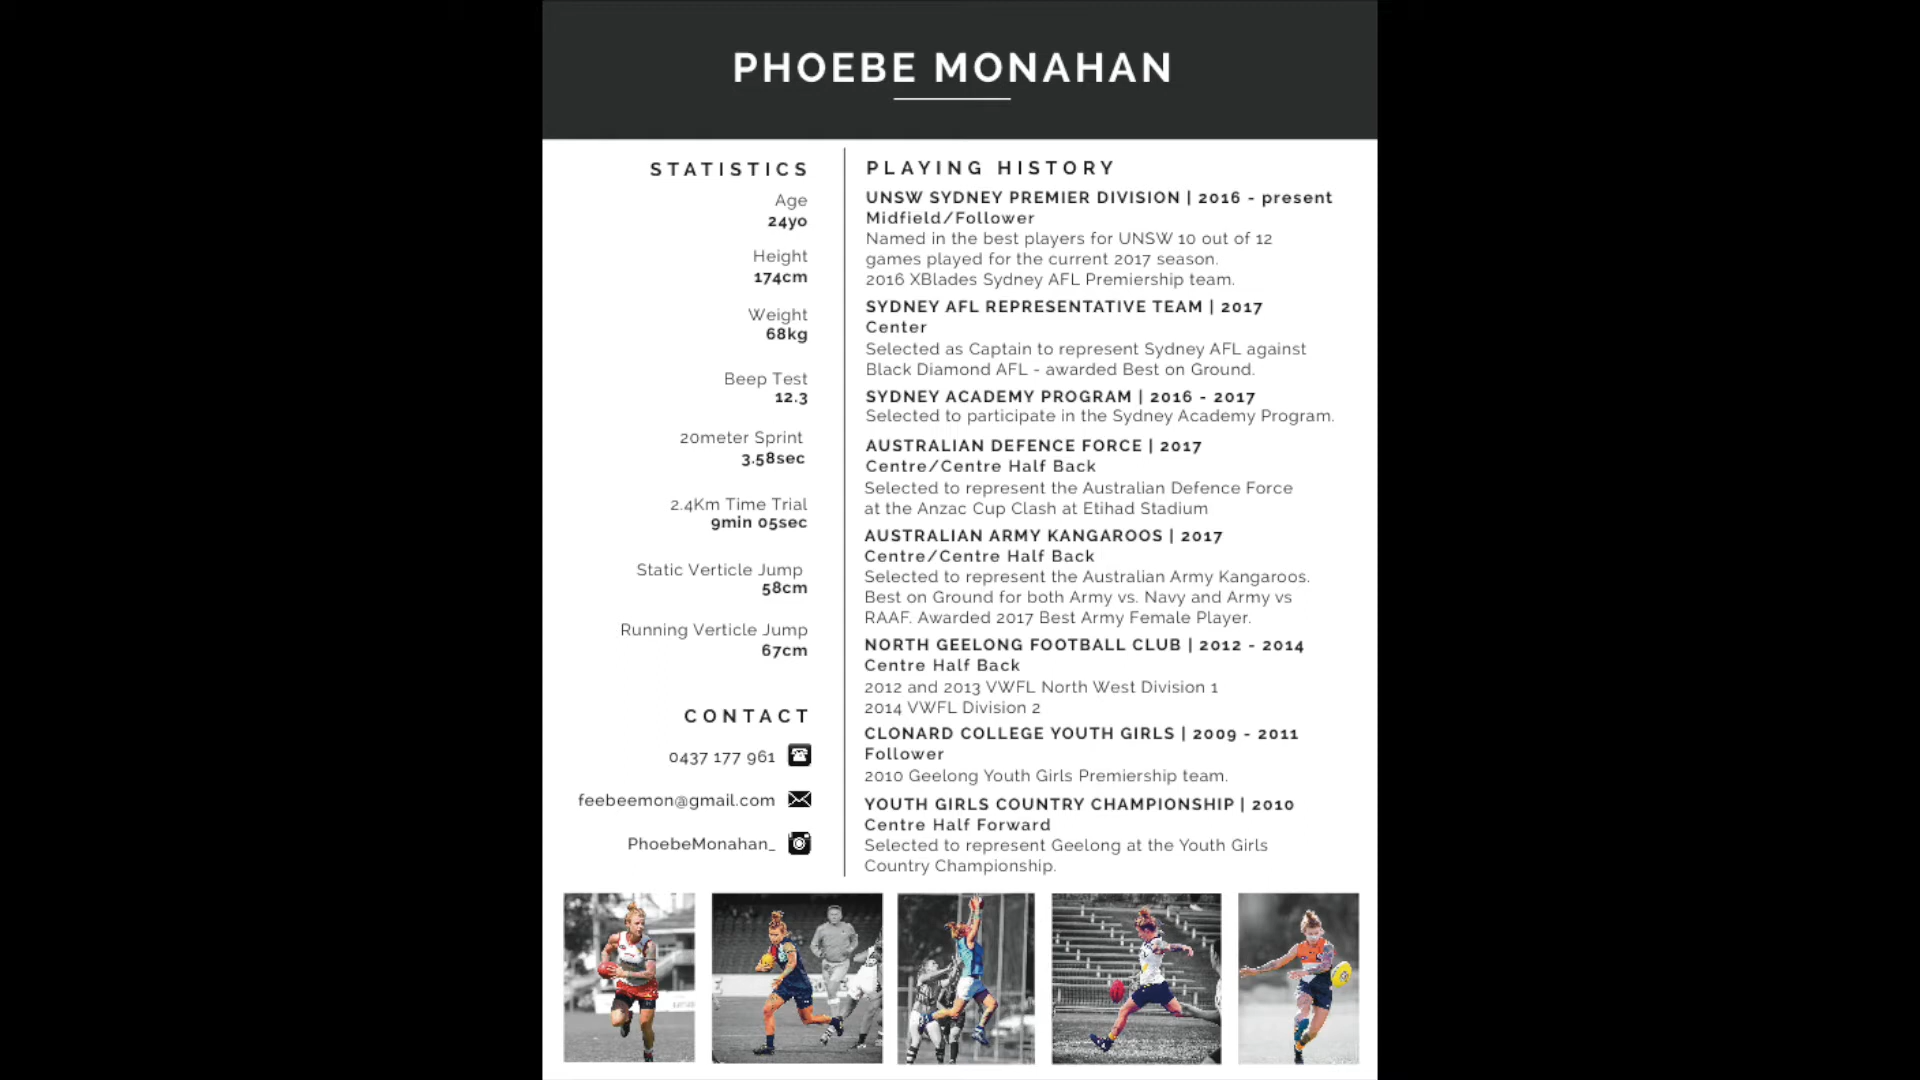 PHOEBE MONAHAN
STATISTICS
Age
24yo
Height
174cm
Weight
68kg
Beep Test
12.3
20meter Sprint
3.58sec
2.4Km Time Trial
9min 05sec
Static Verticle Jump
58cm
Running Verticle Jump
67cm
CONTACT
0437 177 961
feebeemon@gmail.com
PhoebeMonahan_
PLAYING HISTORY
UNSW SYDNEY PREMIER DIVISION | 2016 - present
Midfield/Follower
Named in the best players for UNSW 10 out of 12
games played for the current 2017 season.
2016 XBlades Sydney AFL Premiership team.
SYDNEY AFL REPRESENTATIVE TEAM | 2017
Center
Selected as Captain to represent Sydney AFL against
Black Diamond AFL - awarded Best on Ground.
SYDNEY ACADEMY PROGRAM | 2016 - 2017
Selected to participate in the Sydney Academy Program.
AUSTRALIAN DEFENCE FORCE | 2017
Centre/Centre Half Back
Selected to represent the Australian Defence Force
at the Anzac Cup Clash at Etihad Stadium
AUSTRALIAN ARMY KANGAROOS | 2017
Centre/Centre Half Back
Selected to represent the Australian Army Kangaroos.
Best on Ground for both Army vs. Navy and Army vs
RAAF. Awarded 2017 Best Army Female Player.
NORTH GEELONG FOOTBALL CLUB | 2012 - 2014
Centre Half Back
2012 and 2013 VWFL North West Division 1
2014 VWFL Division 2
CLONARD COLLEGE YOUTH GIRLS | 2009 - 2011
Follower
2010 Geelong Youth Girls Premiership team.
YOUTH GIRLS COUNTRY CHAMPIONSHIP | 2010
Centre Half Forward
Selected to represent Geelong at the Youth Girls
Country Championship.